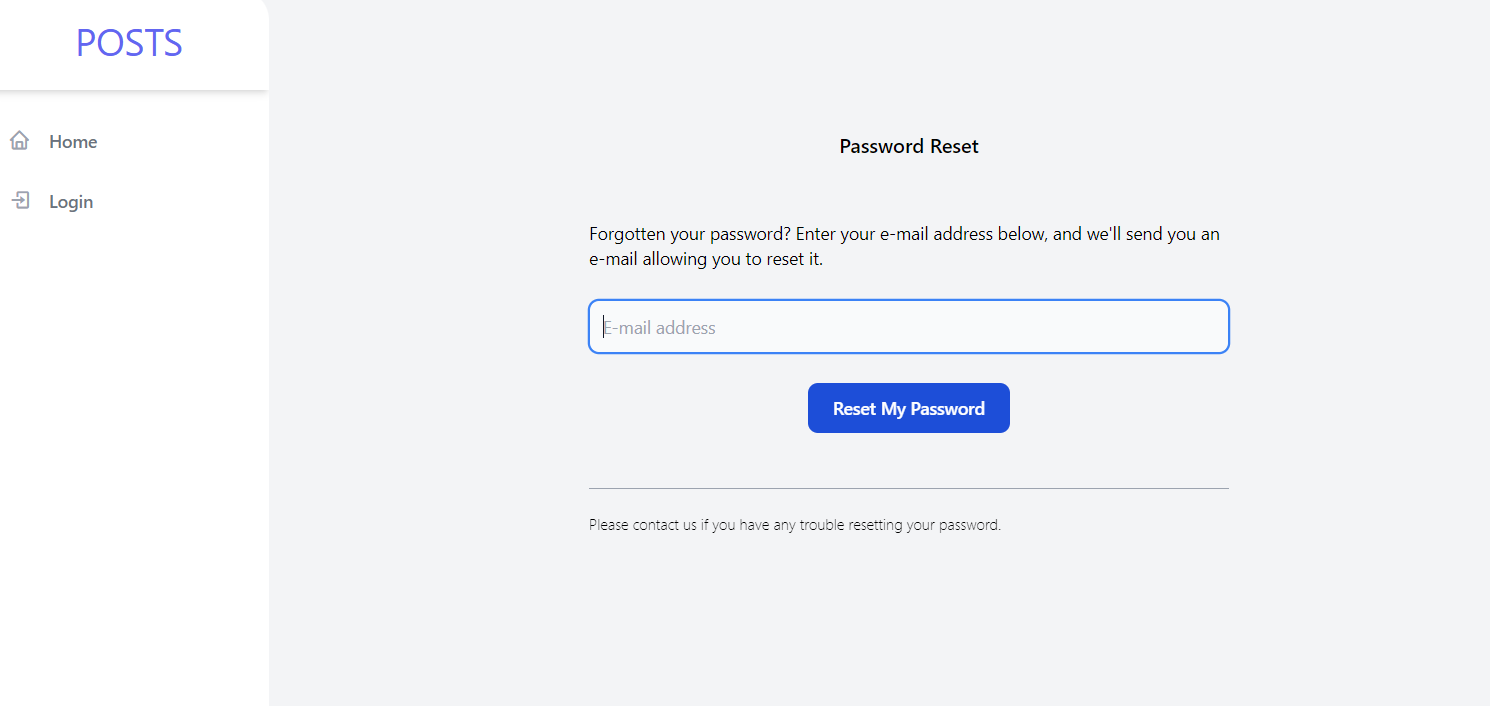 POSTS
Home
Login
Password Reset
Forgotten your password? Enter your e-mail address below, and we'll send you an
e-mail allowing you to reset it.
E-mail address
Reset My Password
Please contact us if you have any trouble resetting your password.